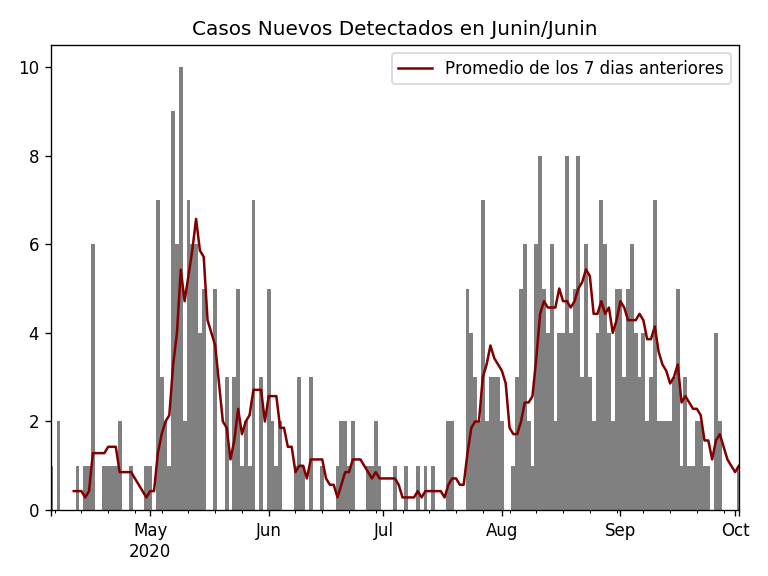 Casos Nuevos Detectados en Junin/Junin
Promedio de los 7 dias anteriores
10
8
6
4
2
0
May Jun Jul Aug Sep Oct
2020